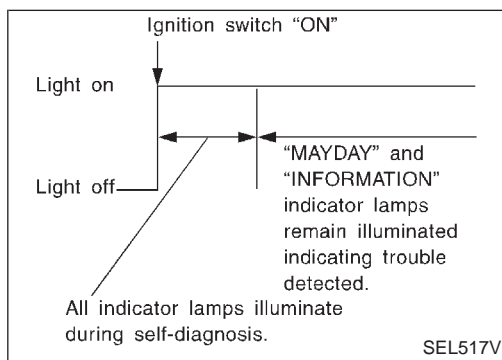 Ignition switch “ON”
Light on
Light off
“MAYDAY” and
“INFORMATION”
indicator lamps
remain illuminated
indicating trouble
detected.
All indicator lamps illuminate
during self-diagnosis.
SEL517V